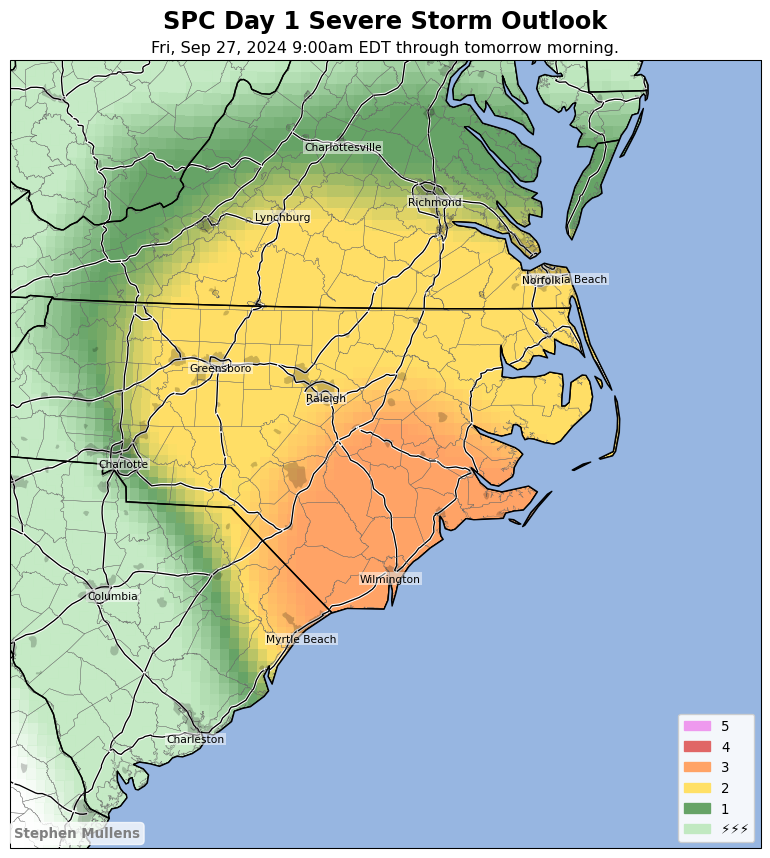 SPC Day 1 Severe Storm Outlook
Fri, Sep 27, 2024 9:00am EDT through tomorrow morning.
Charlottesville
Richmond
Lynchburg
Norfolk
Beach
Greensboro
Raleigh
Charlotte
Wilmington
Columbia
Myrtle Beach
Charleston
5
4
3
2
1
⚡⚡⚡
Stephen Mullens